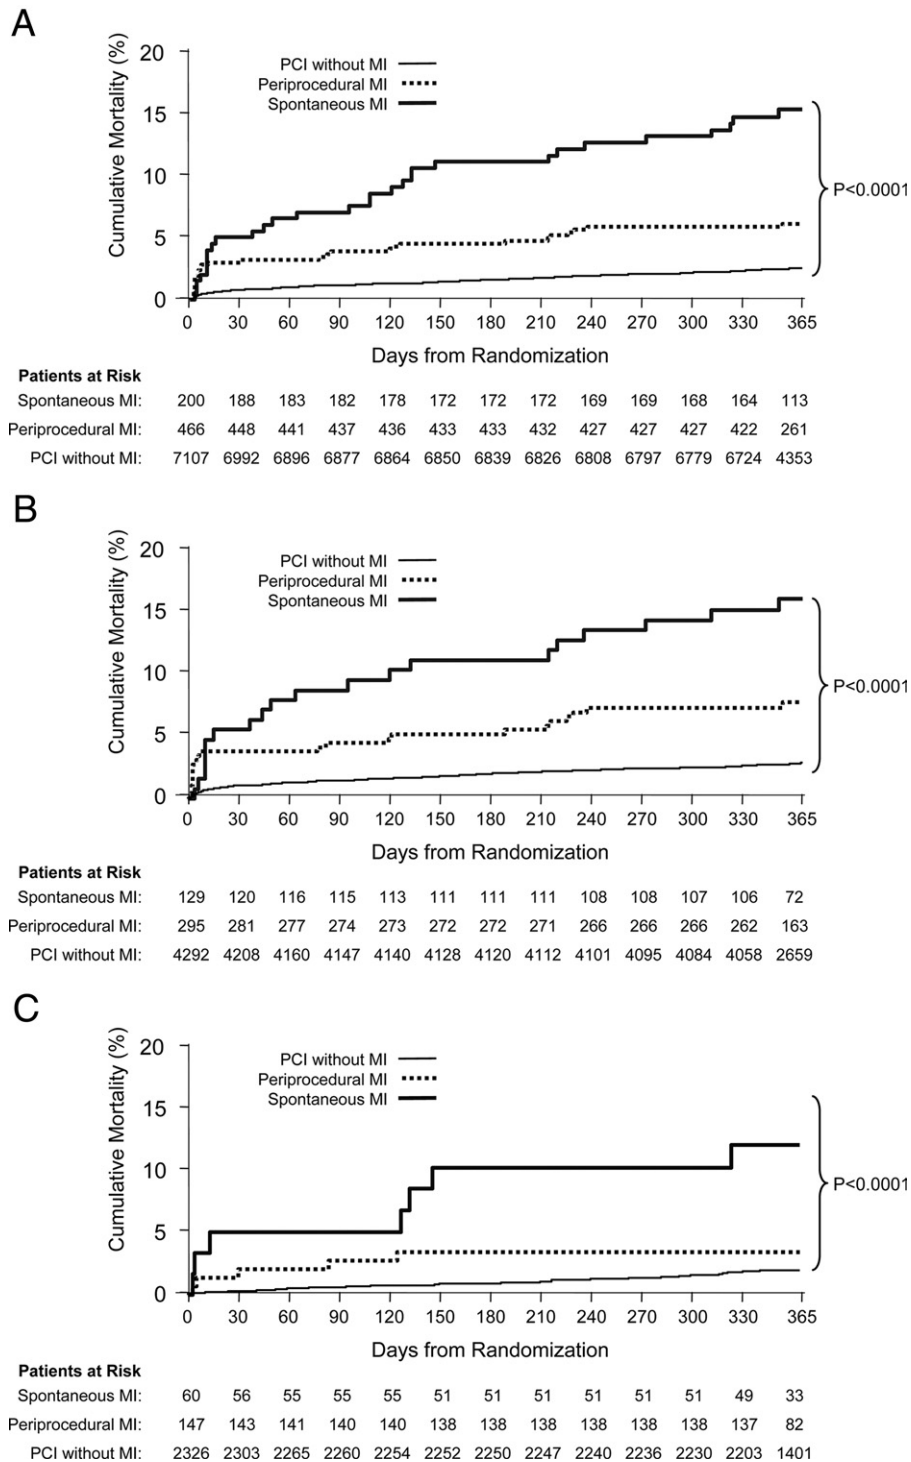 A
Cumulative Mortality (%)
20
15
10
5
0
PCI without MI
Periprocedural MI
Spontaneous MI
P<0.0001
0 30 60 90 120 150 180 210 240 270 300 330 365
Days from Randomization
Patients at Risk
Spontaneous MI: 200 188 183 182 178 172 172 172 169 169 168 164 113
Periprocedural MI: 466 448 441 437 436 433 433 432 427 427 427 422 261
PCI without MI: 7107 6992 6896 6877 6864 6850 6839 6826 6808 6797 6779 6724 4353
B
Cumulative Mortality (%)
20
15
10
5
0
PCI without MI
Periprocedural MI
Spontaneous MI
P<0.0001
0 30 60 90 120 150 180 210 240 270 300 330 365
Days from Randomization
Patients at Risk
Spontaneous MI: 129 120 116 115 113 111 111 111 108 108 107 106 72
Periprocedural MI: 295 281 277 274 273 272 272 271 266 266 266 262 163
PCI without MI: 4292 4208 4160 4147 4140 4128 4120 4112 4101 4095 4084 4058 2659
C
Cumulative Mortality (%)
20
15
10
5
0
PCI without MI
Periprocedural MI
Spontaneous MI
P<0.0001
0 30 60 90 120 150 180 210 240 270 300 330 365
Days from Randomization
Patients at Risk
Spontaneous MI: 60 56 55 55 55 51 51 51 51 51 51 49 33
Periprocedural MI: 147 143 141 140 140 138 138 138 138 138 138 137 82
PCI without MI: 2326 2303 2265 2260 2254 2252 2250 2247 2240 2236 2230 2203 1401